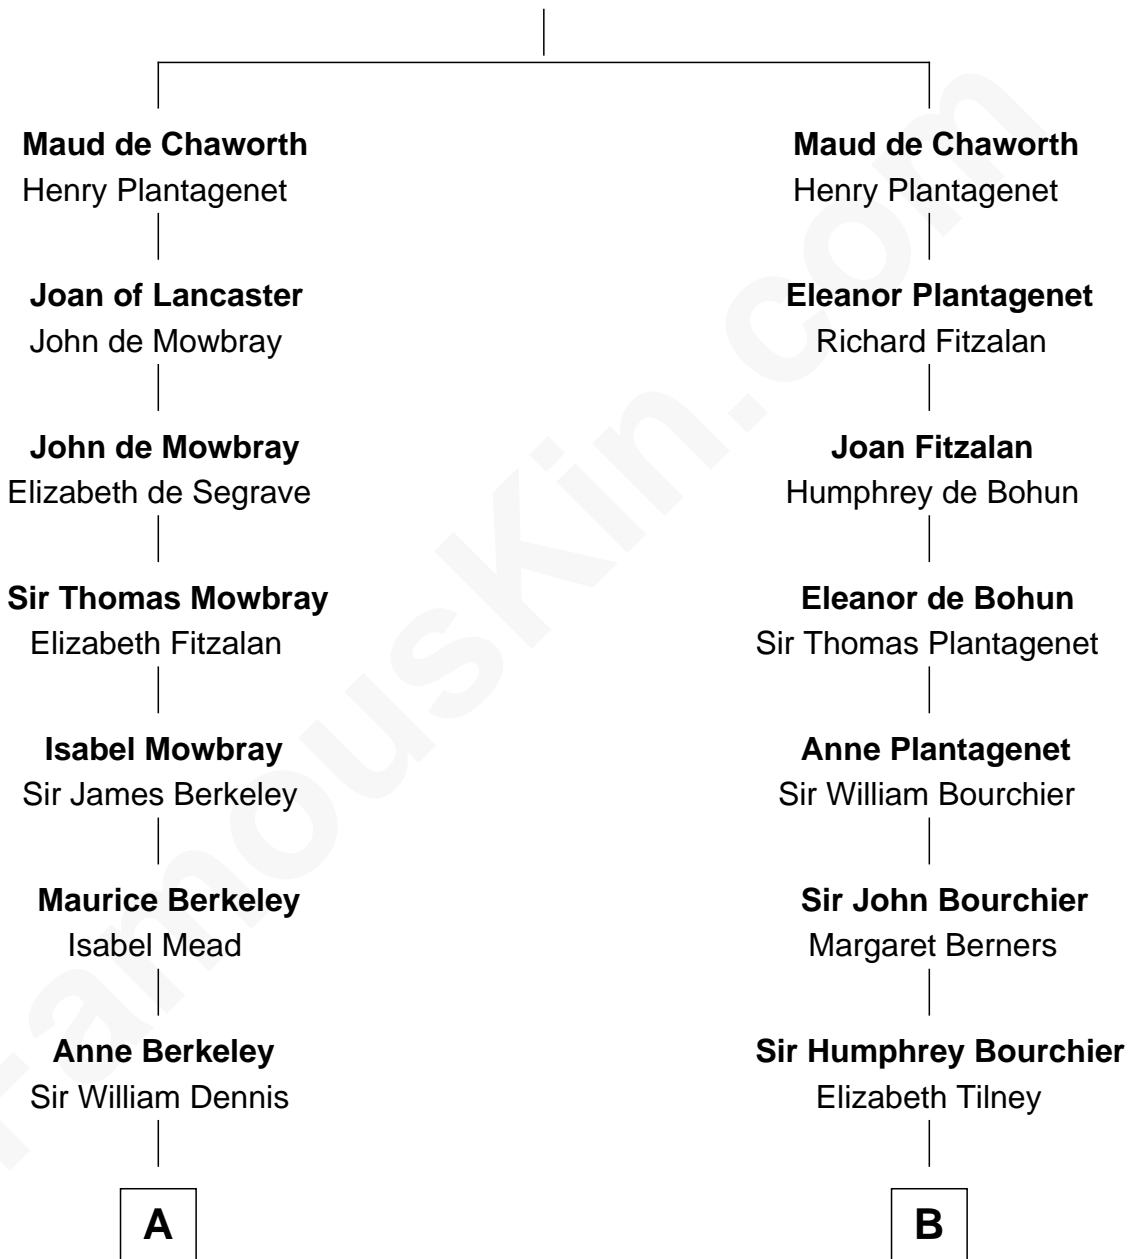 Maud de Chaworth
Henry Plantagenet
Joan of Lancaster
John de Mowbray
John de Mowbray
Elizabeth de Segrave
Sir Thomas Mowbray
Elizabeth Fitzalan
Isabel Mowbray
Sir James Berkeley
Maurice Berkeley
Isabel Mead
Anne Berkeley
Sir William Dennis
A
Maud de Chaworth
Henry Plantagenet
Eleanor Plantagenet
Richard Fitzalan
Joan Fitzalan
Humphrey de Bohun
Eleanor de Bohun
Sir Thomas Plantagenet
Anne Plantagenet
Sir William Bourchier
Sir John Bourchier
Margaret Berners
Sir Humphrey Bourchier
Elizabeth Tilney
B
FamousKin.com